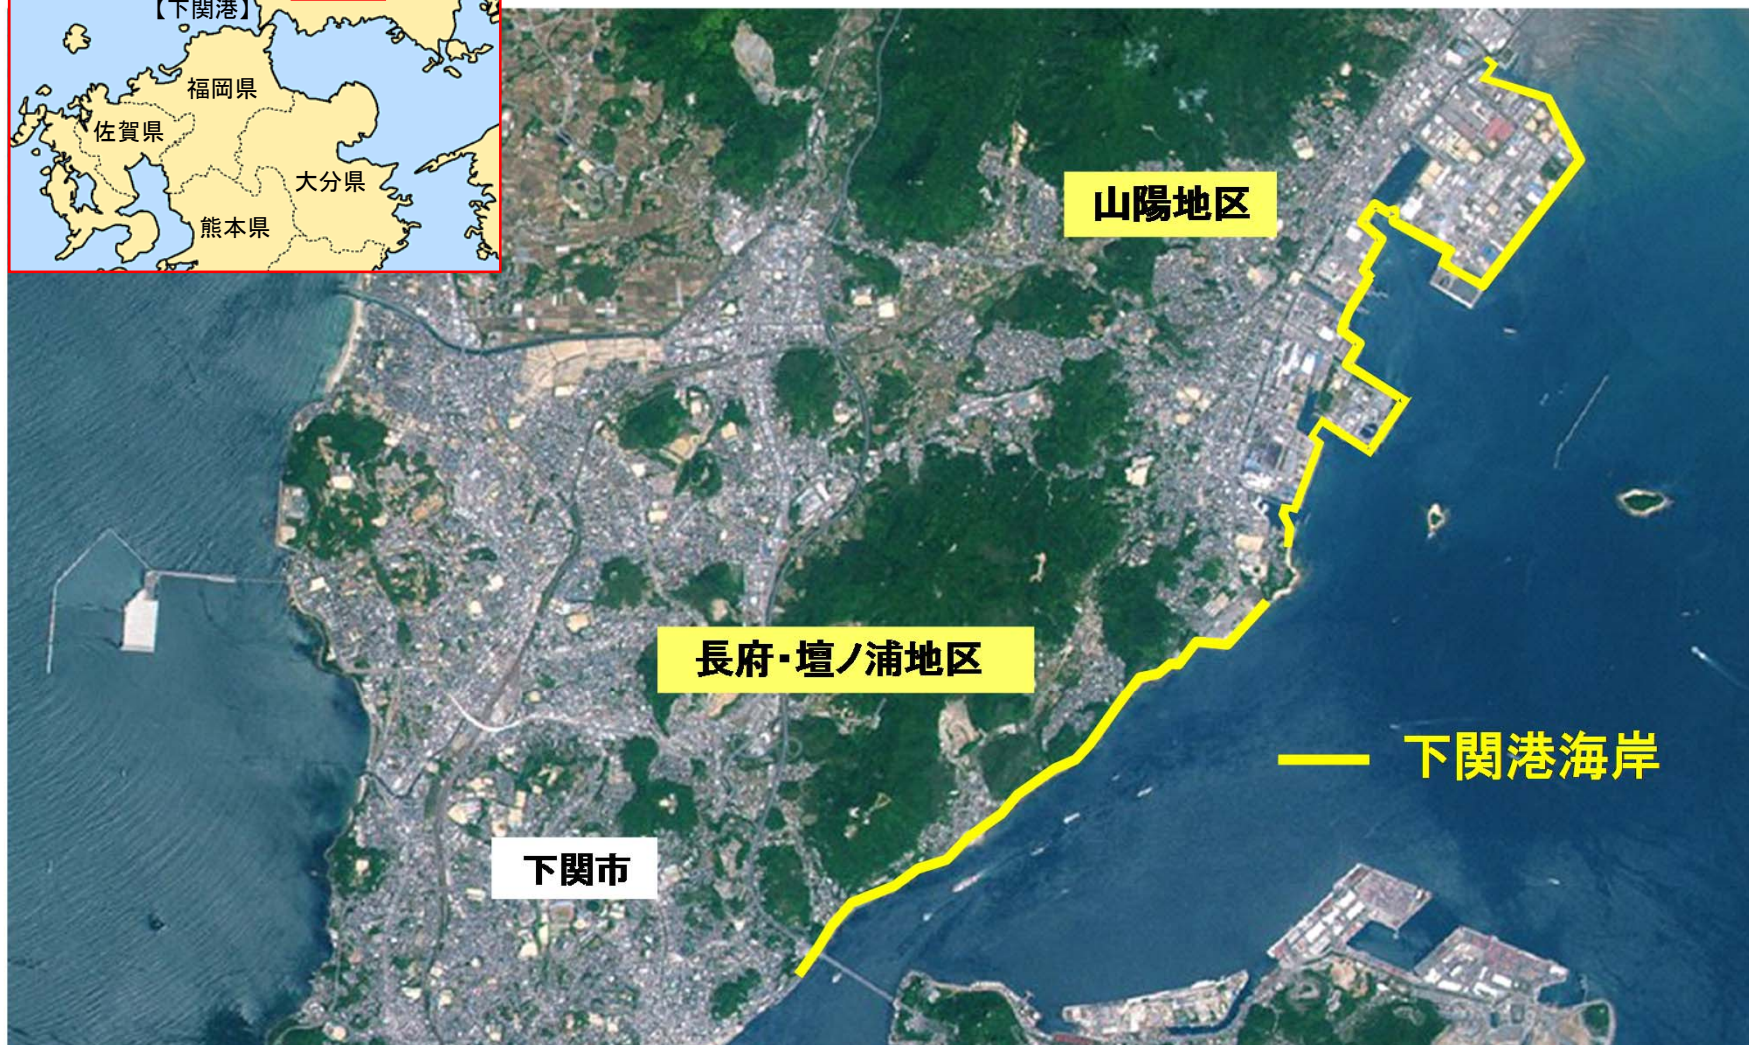 【下関港】
福岡県
佐賀県
大分県
熊本県
山陽地区
長府・壇ノ浦地区
下関港海岸
下関市